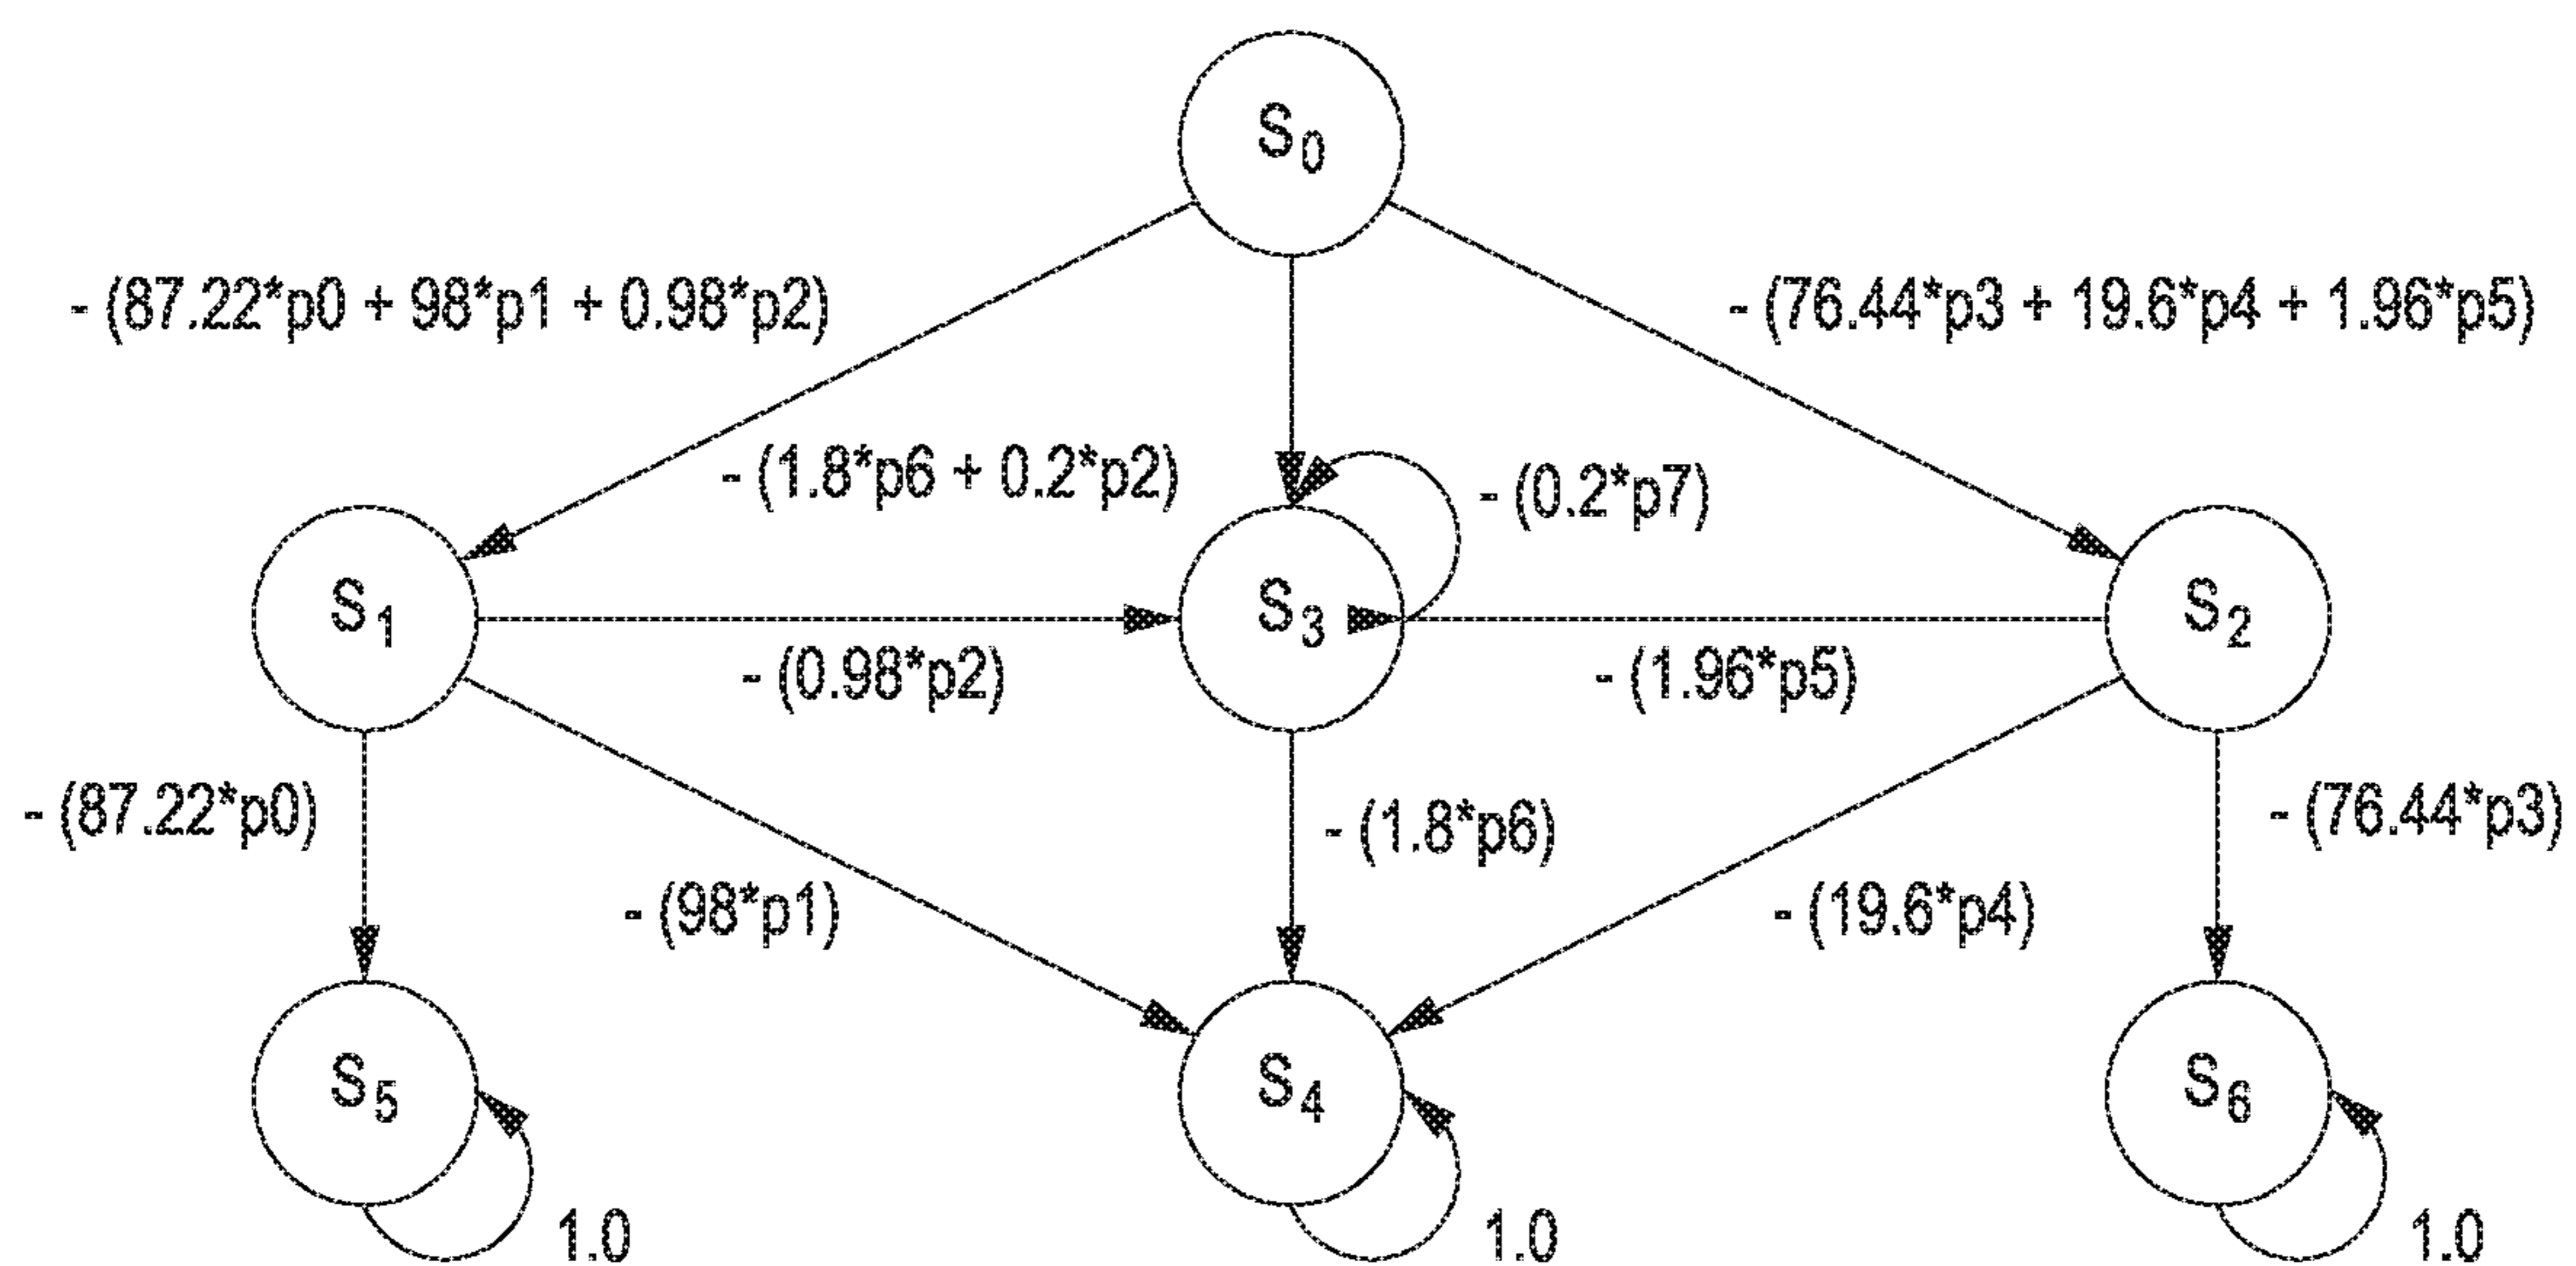 S0
- (87.22*p0 + 98*p1 + 0.98*p2)
- (76.44*p3 + 19.6*p4 + 1.96*p5)
- (1.8*p6 + 0.2*p2)
- (0.2*p7)
S1
S3
S2
- (0.98*p2)
- (1.96*p5)
- (87.22*p0)
- (1.8*p6)
- (76.44*p3)
- (98*p1)
- (19.6*p4)
S5
S4
S6
1.0
1.0
1.0